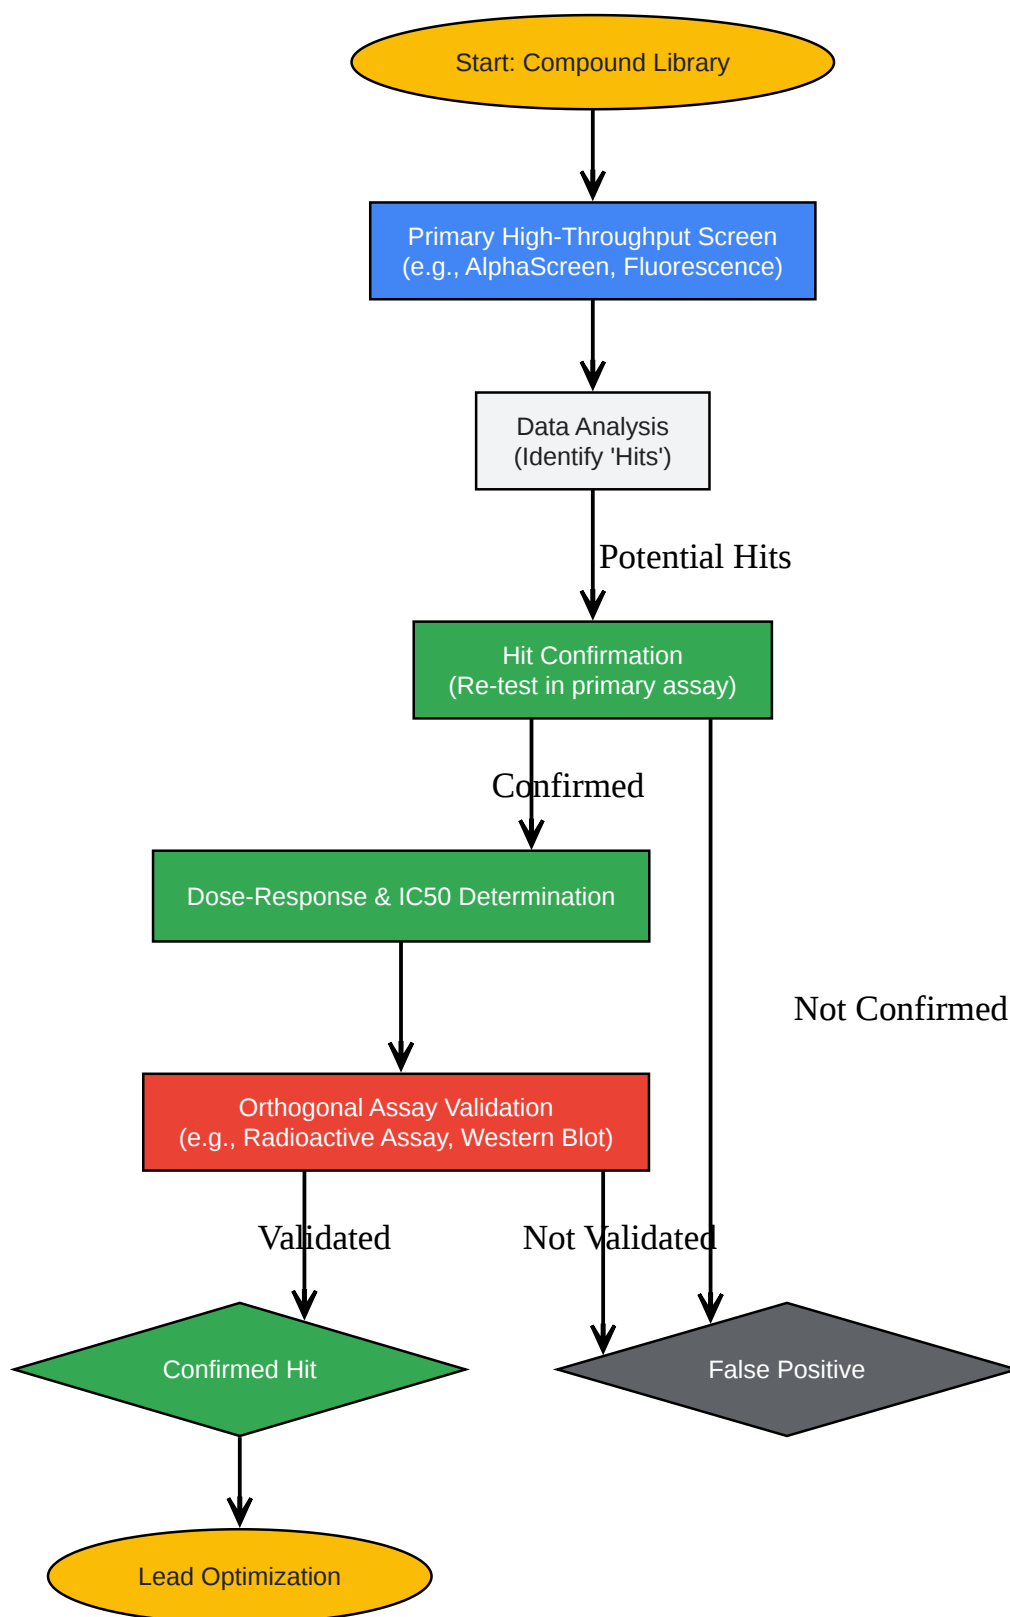 Start: Compound Library
Primary High-Throughput Screen
(e.g., AlphaScreen, Fluorescence)
Data Analysis
(Identify 'Hits')
Potential Hits
Hit Confirmation
(Re-test in primary assay)
Confirmed
Dose-Response & IC50 Determination
Not Confirmed
Orthogonal Assay Validation
(e.g., Radioactive Assay, Western Blot)
Validated
Not Validated
Confirmed Hit
False Positive
Lead Optimization